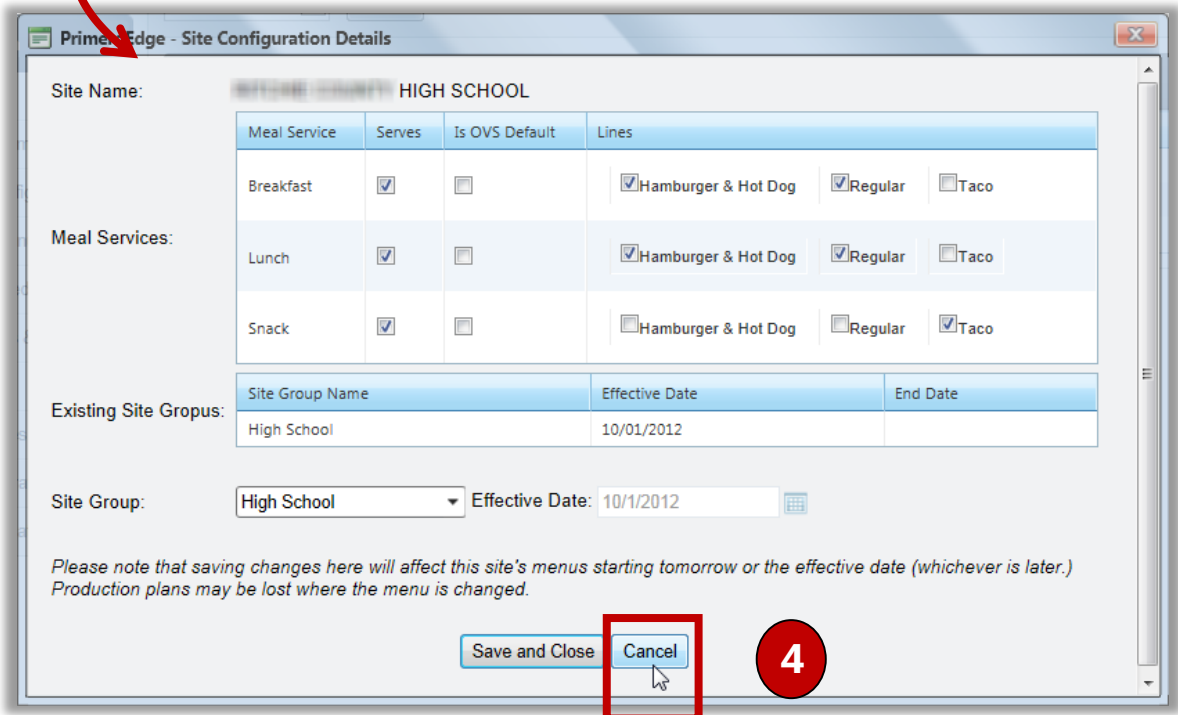 PrimeroEdge - Site Configuration Details
Site Name: HIGH SCHOOL
Meal Service Serves Is OVS Default Lines
Breakfast Hamburger & Hot Dog Regular Taco
Meal Services:
Lunch Hamburger & Hot Dog Regular Taco
Snack Hamburger & Hot Dog Regular Taco
Site Group Name Effective Date End Date
Existing Site Gropus:
High School 10/01/2012
Site Group: High School Effective Date: 10/1/2012
Please note that saving changes here will affect this site's menus starting tomorrow or the effective date (whichever is later.)
Production plans may be lost where the menu is changed.
Save and Close Cancel 4